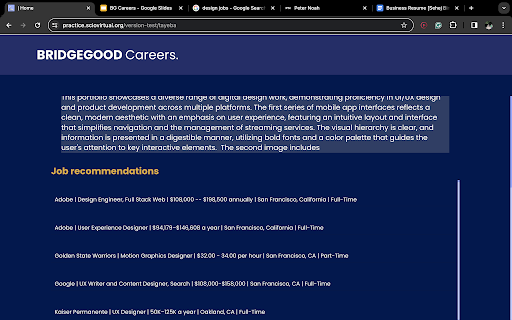 | Home
BG Careers - Google Slides
design jobs - Google Search
Peter Noah
Business Resume |Sehaj
practice.sciovirtual.org/version-test/tayeba
BRIDGEGOOD Careers.
This portfolio showcases a diverse range of digital design work, demonstrating proficiency in UI/UX design
and product development across multiple platforms. The first series of mobile app interfaces reflects a
clean, modern aesthetic with an emphasis on user experience, featuring an intuitive layout and interface
that simplifies navigation and the management of streaming services. The visual hierarchy is clear, and
information is presented in a digestible manner, utilizing bold fonts and a color palette that guides the
user's attention to key interactive elements. The second image includes
Job recommendations
Adobe | Design Engineer, Full Stack Web | $108,000 -- $198,500 annually | San Francisco, California | Full-Time
Adobe | User Experience Designer | $84,179-$146,608 a year | San Francisco, California | Full-Time
Golden State Warriors | Motion Graphics Designer | $32.00 - 34.00 per hour | San Francisco, CA | Part-Time
Google | UX Writer and Content Designer, Search | $108,000-$158,000 | San Francisco, CA | Full-Time
Kaiser Permanente | UX Designer | 50K-125K a year | Oakland, CA | Full-Time